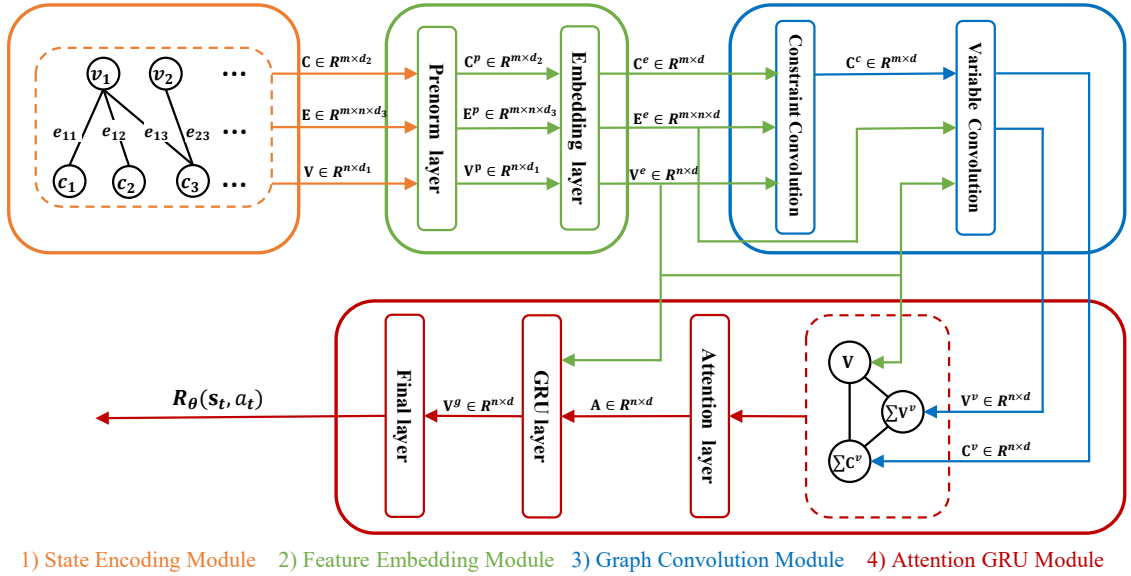 v₁ v₂ ...
e₁₁ e₁₂ e₁₃ e₂₃ ...
c₁ c₂ c₃ ...
C ∈ R^{m×d₂}
E ∈ R^{m×n×d₃}
V ∈ R^{n×d₁}
Prenorm layer
C^p ∈ R^{m×d₂}
E^p ∈ R^{m×n×d₃}
V^p ∈ R^{n×d₁}
Embedding layer
C^e ∈ R^{m×d}
E^e ∈ R^{m×n×d}
V^e ∈ R^{n×d}
Constraint Convolution
C^c ∈ R^{m×d}
Variable Convolution
R_θ(s_t, a_t)
Final layer
V^g ∈ R^{n×d}
GRU layer
A ∈ R^{n×d}
Attention layer
V
∑V^v
∑C^v
V^v ∈ R^{n×d}
C^v ∈ R^{n×d}
1) State Encoding Module 2) Feature Embedding Module 3) Graph Convolution Module 4) Attention GRU Module